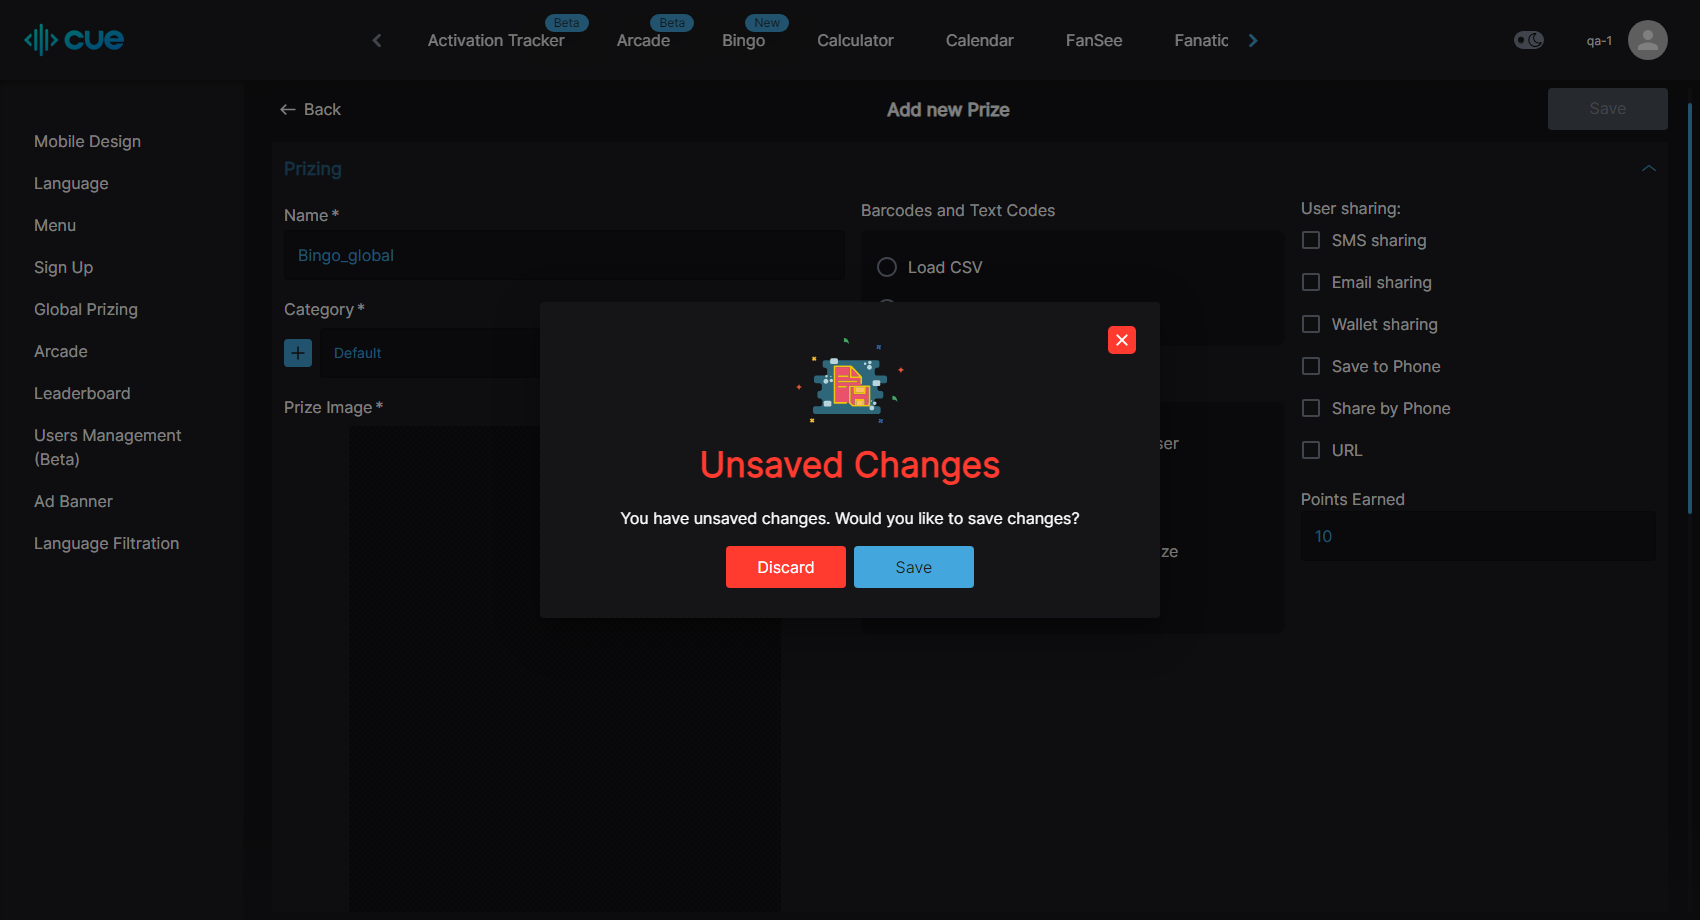 cue
Beta
Beta
New
Activation Tracker
Arcade
Bingo
Calculator
Calendar
FanSee
Fanatic
qa-1
Back
Add new Prize
Save
Mobile Design
Language
Menu
Sign Up
Global Prizing
Arcade
Leaderboard
Users Management
(Beta)
Ad Banner
Language Filtration
Prizing
Name*
Bingo_global
Category*
Default
Prize Image*
Barcodes and Text Codes
Load CSV
ser
ze
User sharing:
SMS sharing
Email sharing
Wallet sharing
Save to Phone
Share by Phone
URL
Points Earned
10
Unsaved Changes
You have unsaved changes. Would you like to save changes?
Discard
Save